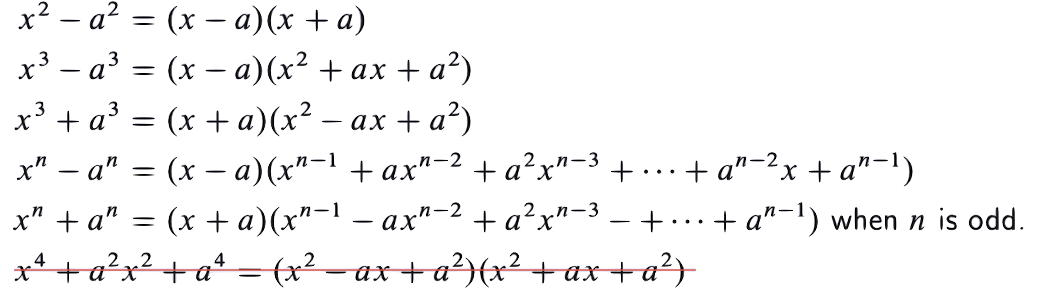 x² − a² = (x − a)(x + a)
x³ − a³ = (x − a)(x² + ax + a²)
x³ + a³ = (x + a)(x² − ax + a²)
xⁿ − aⁿ = (x − a)(xⁿ⁻¹ + axⁿ⁻² + a²xⁿ⁻³ + ⋯ + aⁿ⁻²x + aⁿ⁻¹)
xⁿ + aⁿ = (x + a)(xⁿ⁻¹ − axⁿ⁻² + a²xⁿ⁻³ − + ⋯ + aⁿ⁻¹) when n is odd.
x⁴ + a²x² + a⁴ = (x² − ax + a²)(x² + ax + a²)